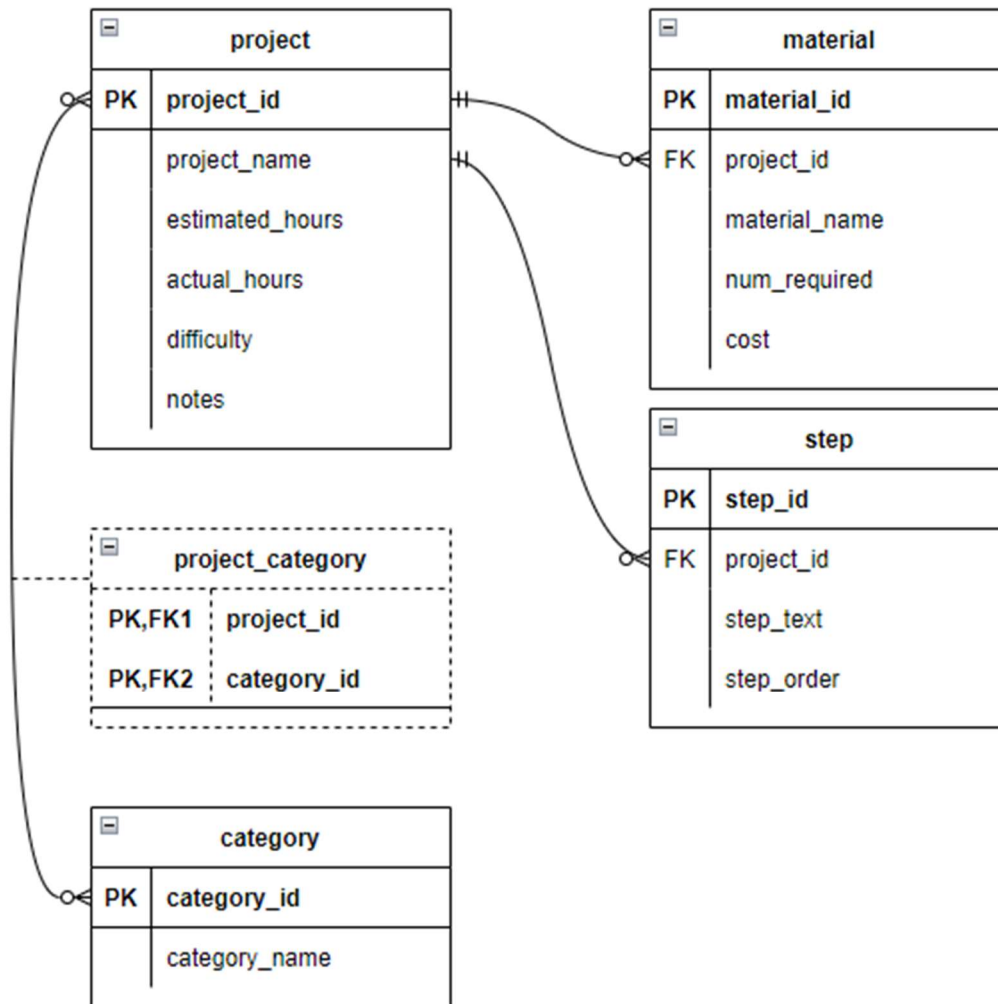 project
PK project_id
project_name
estimated_hours
actual_hours
difficulty
notes
material
PK material_id
FK project_id
material_name
num_required
cost
step
PK step_id
FK project_id
step_text
step_order
project_category
PK,FK1 project_id
PK,FK2 category_id
category
PK category_id
category_name